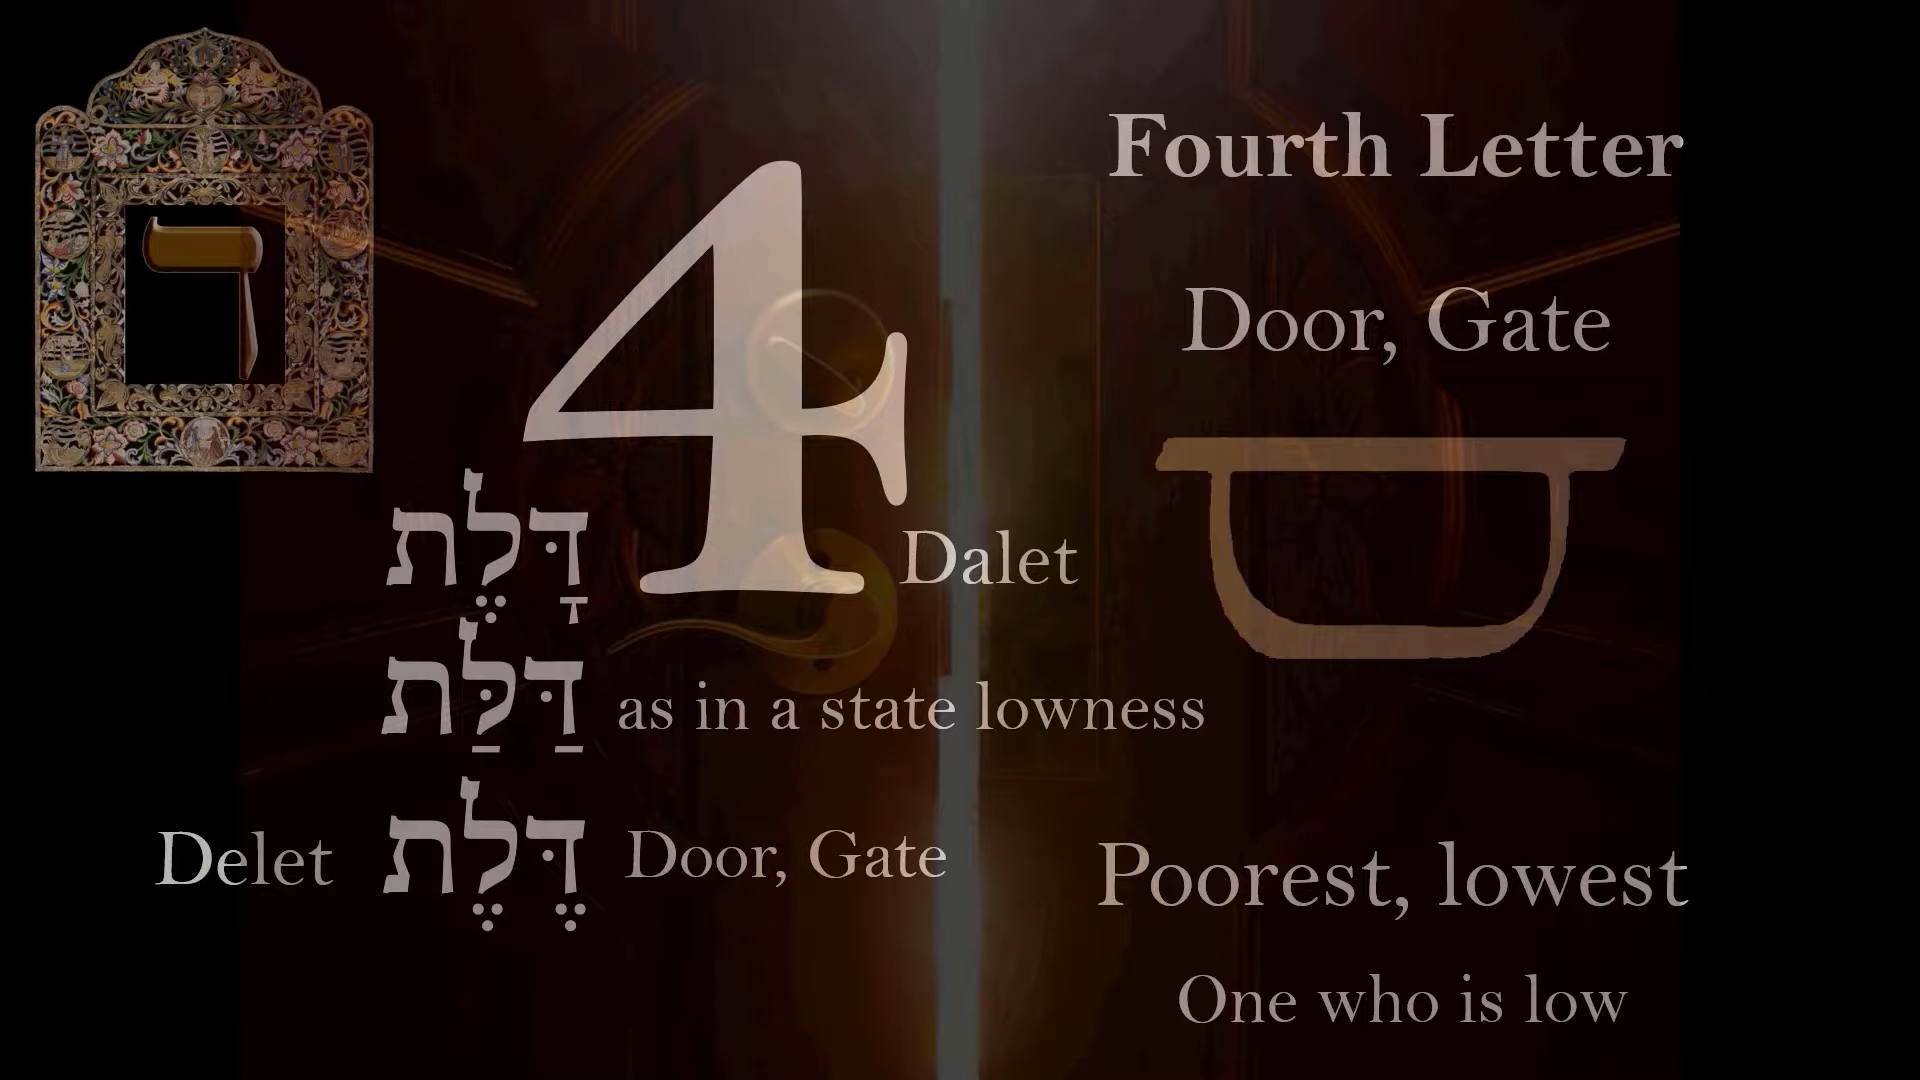 ד
4
Fourth Letter
Door, Gate
דָּלֶת Dalet
דַּלַּת as in a state lowness
Delet דֶּלֶת Door, Gate
Poorest, lowest
One who is low